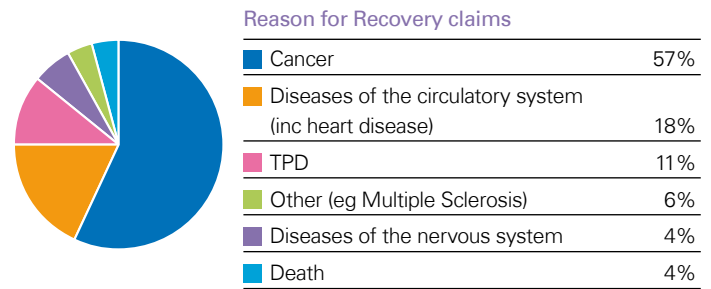 Reason for Recovery claims
Cancer 57%
Diseases of the circulatory system
(inc heart disease) 18%
TPD 11%
Other (eg Multiple Sclerosis) 6%
Diseases of the nervous system 4%
Death 4%